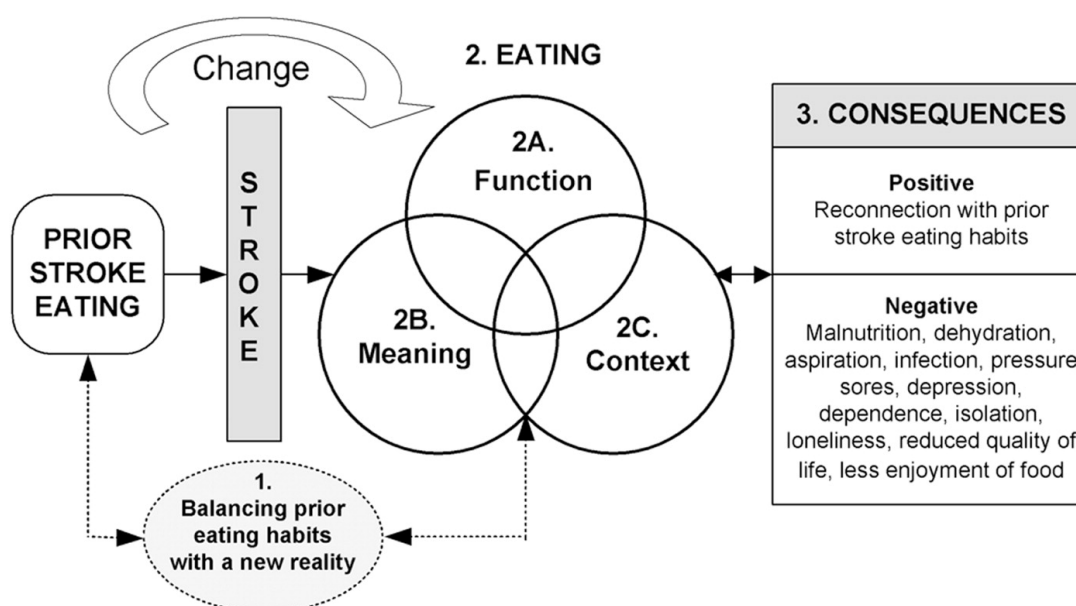 Change
PRIOR
STROKE
EATING
STROKE
1.
Balancing prior
eating habits
with a new reality
2. EATING
2A.
Function
2B.
Meaning
2C.
Context
3. CONSEQUENCES
Positive
Reconnection with prior
stroke eating habits
Negative
Malnutrition, dehydration,
aspiration, infection, pressure
sores, depression,
dependence, isolation,
loneliness, reduced quality of
life, less enjoyment of food